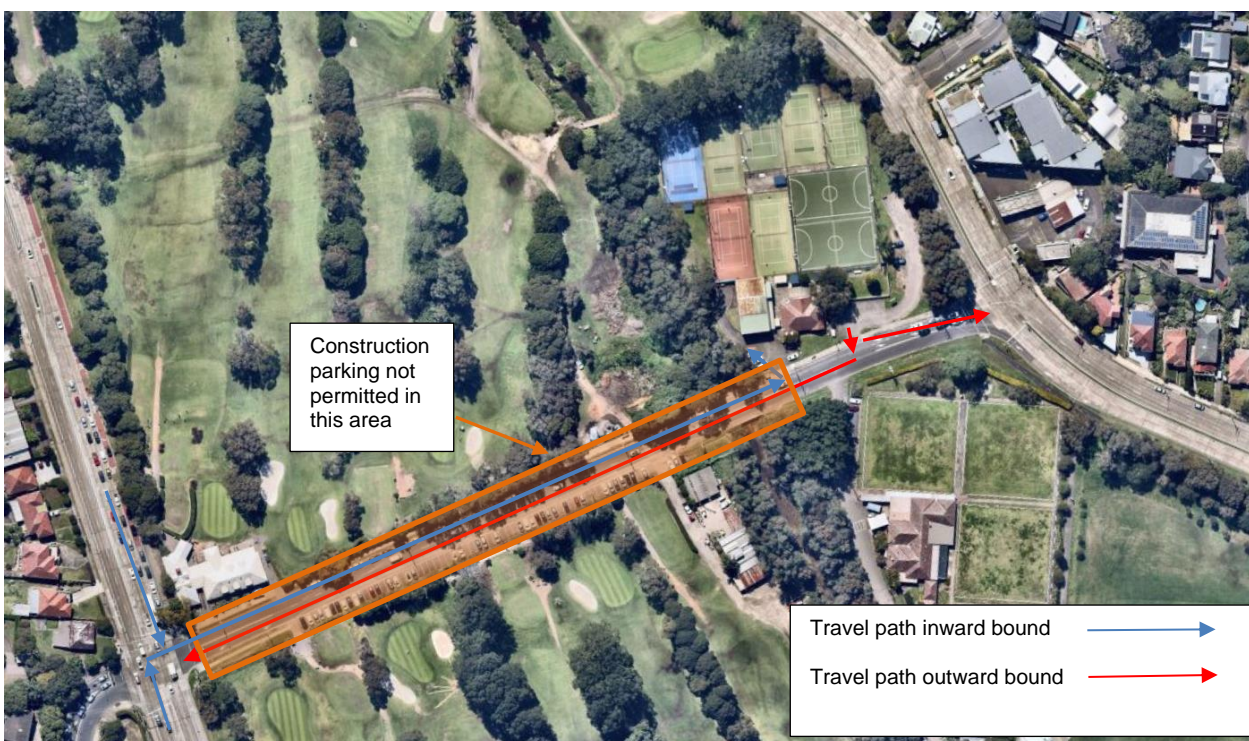 Construction
parking not
permitted in
this area
Travel path inward bound
Travel path outward bound